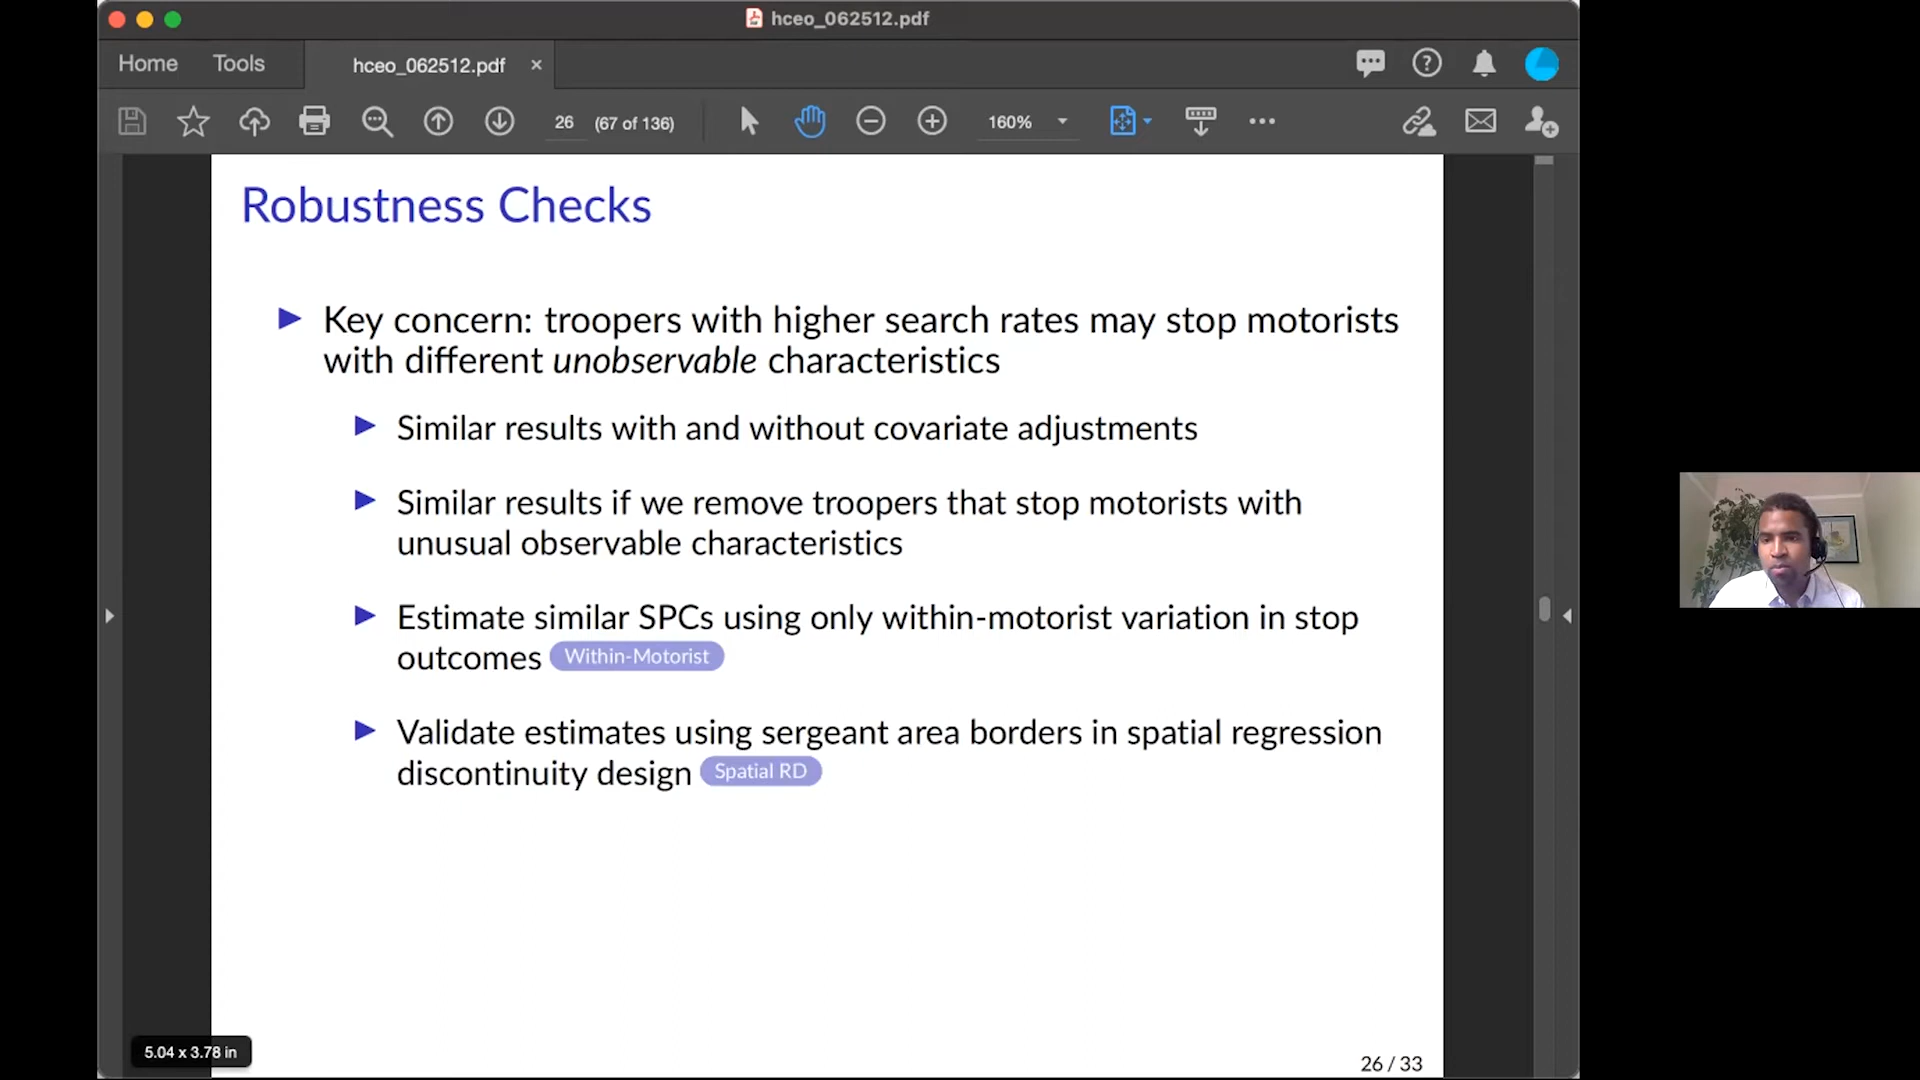 hceo_062512.pdf
Home
Tools
hceo_062512.pdf
26
(67 of 136)
160%
Robustness Checks
Key concern: troopers with higher search rates may stop motorists
with different unobservable characteristics
Similar results with and without covariate adjustments
Similar results if we remove troopers that stop motorists with
unusual observable characteristics
Estimate similar SPCs using only within-motorist variation in stop
outcomes Within-Motorist
Validate estimates using sergeant area borders in spatial regression
discontinuity design Spatial RD
5.04 x 3.78 in
26 / 33